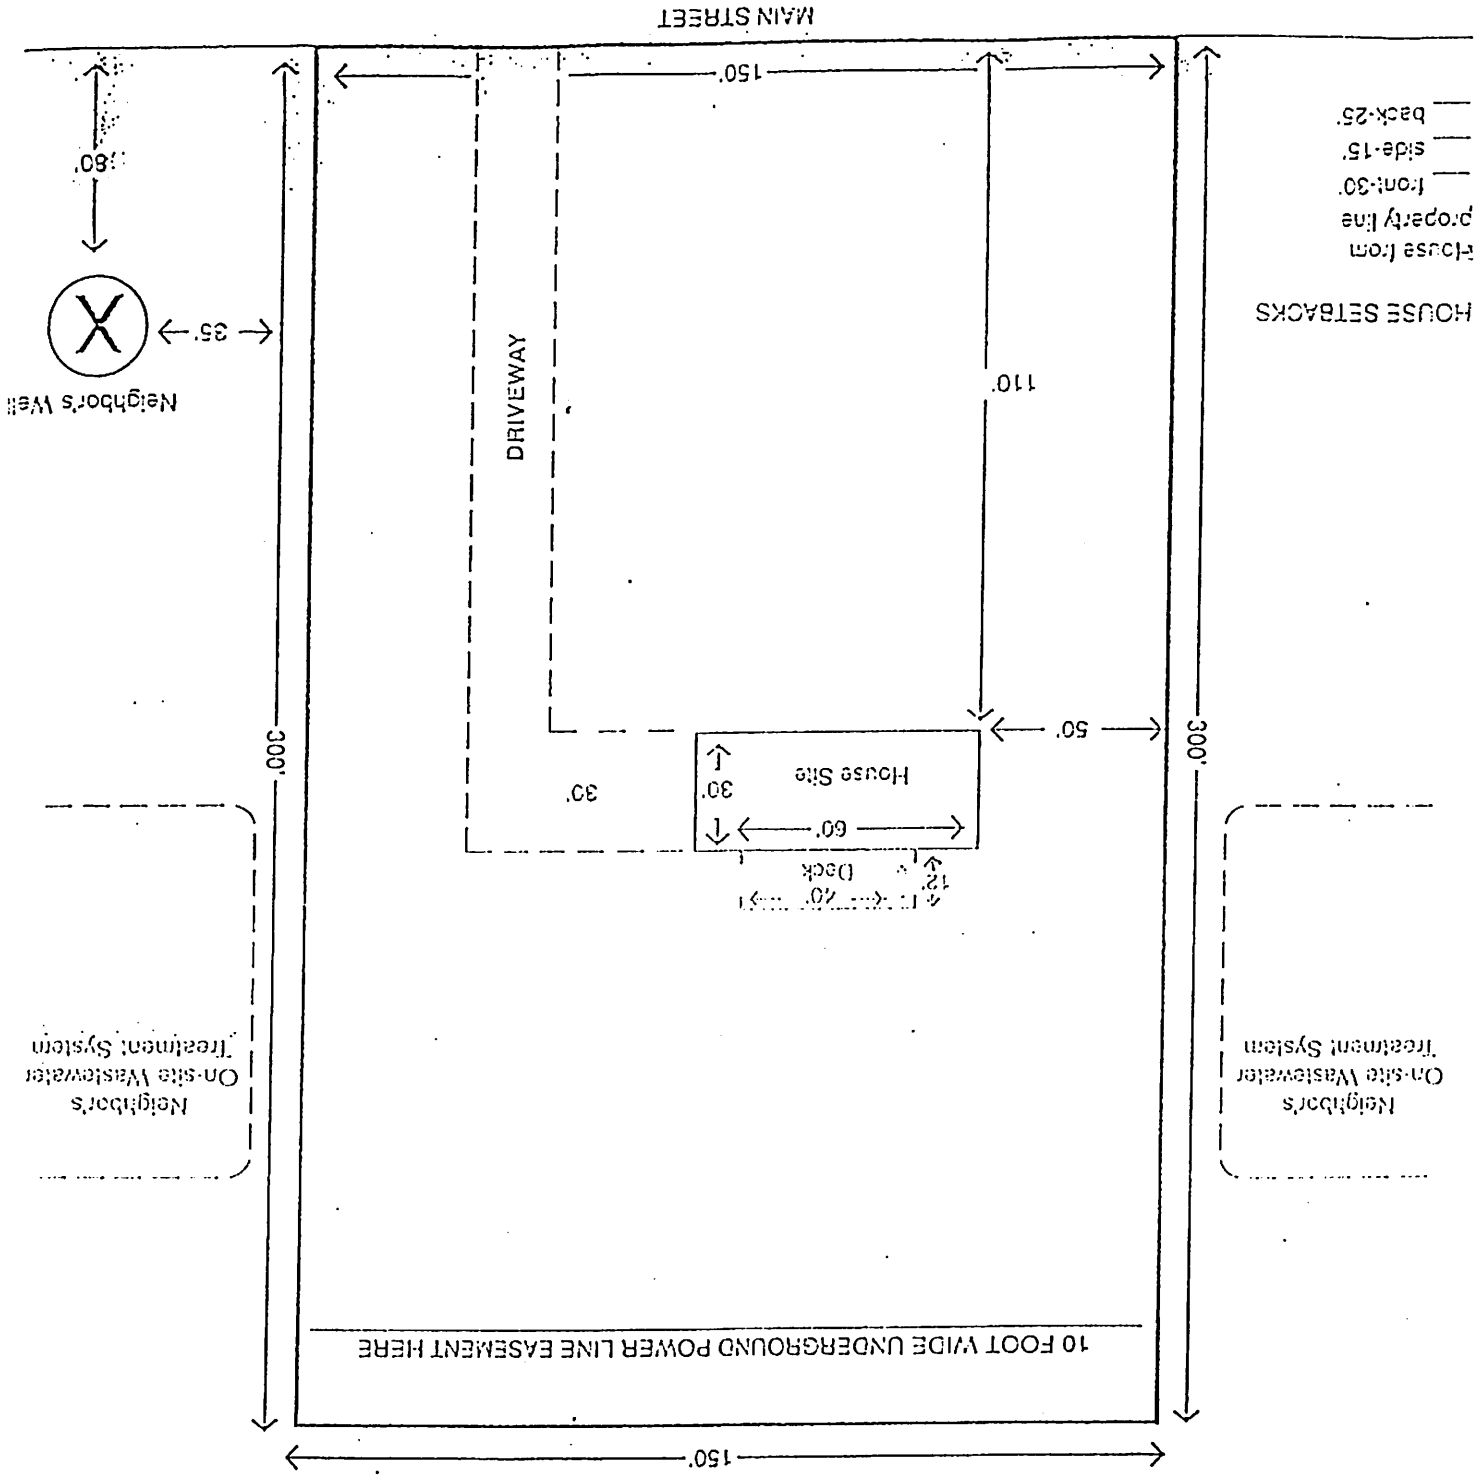 150'
10 FOOT WIDE UNDERGROUND POWER LINE EASEMENT HERE
Neighbor's
On-site Wastewater
Treatment System
Neighbor's
On-site Wastewater
Treatment System
12'
40'
Deck
60'
House Site
30'
30'
50'
300'
300'
110'
DRIVEWAY
Neighbor's Well
X
35'
80'
HOUSE SETBACKS
House from
property line
front-30'
side-15'
back-25'
150'
MAIN STREET